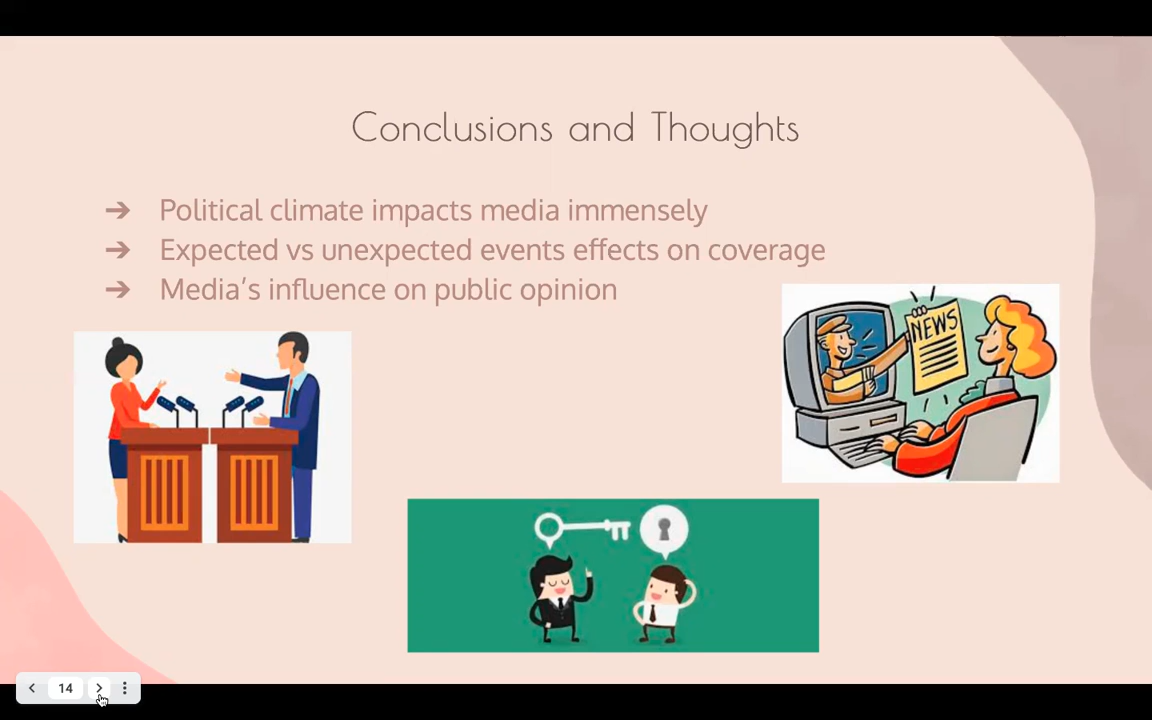 Conclusions and Thoughts
➔ Political climate impacts media immensely
➔ Expected vs unexpected events effects on coverage
➔ Media’s influence on public opinion
NEWS
14